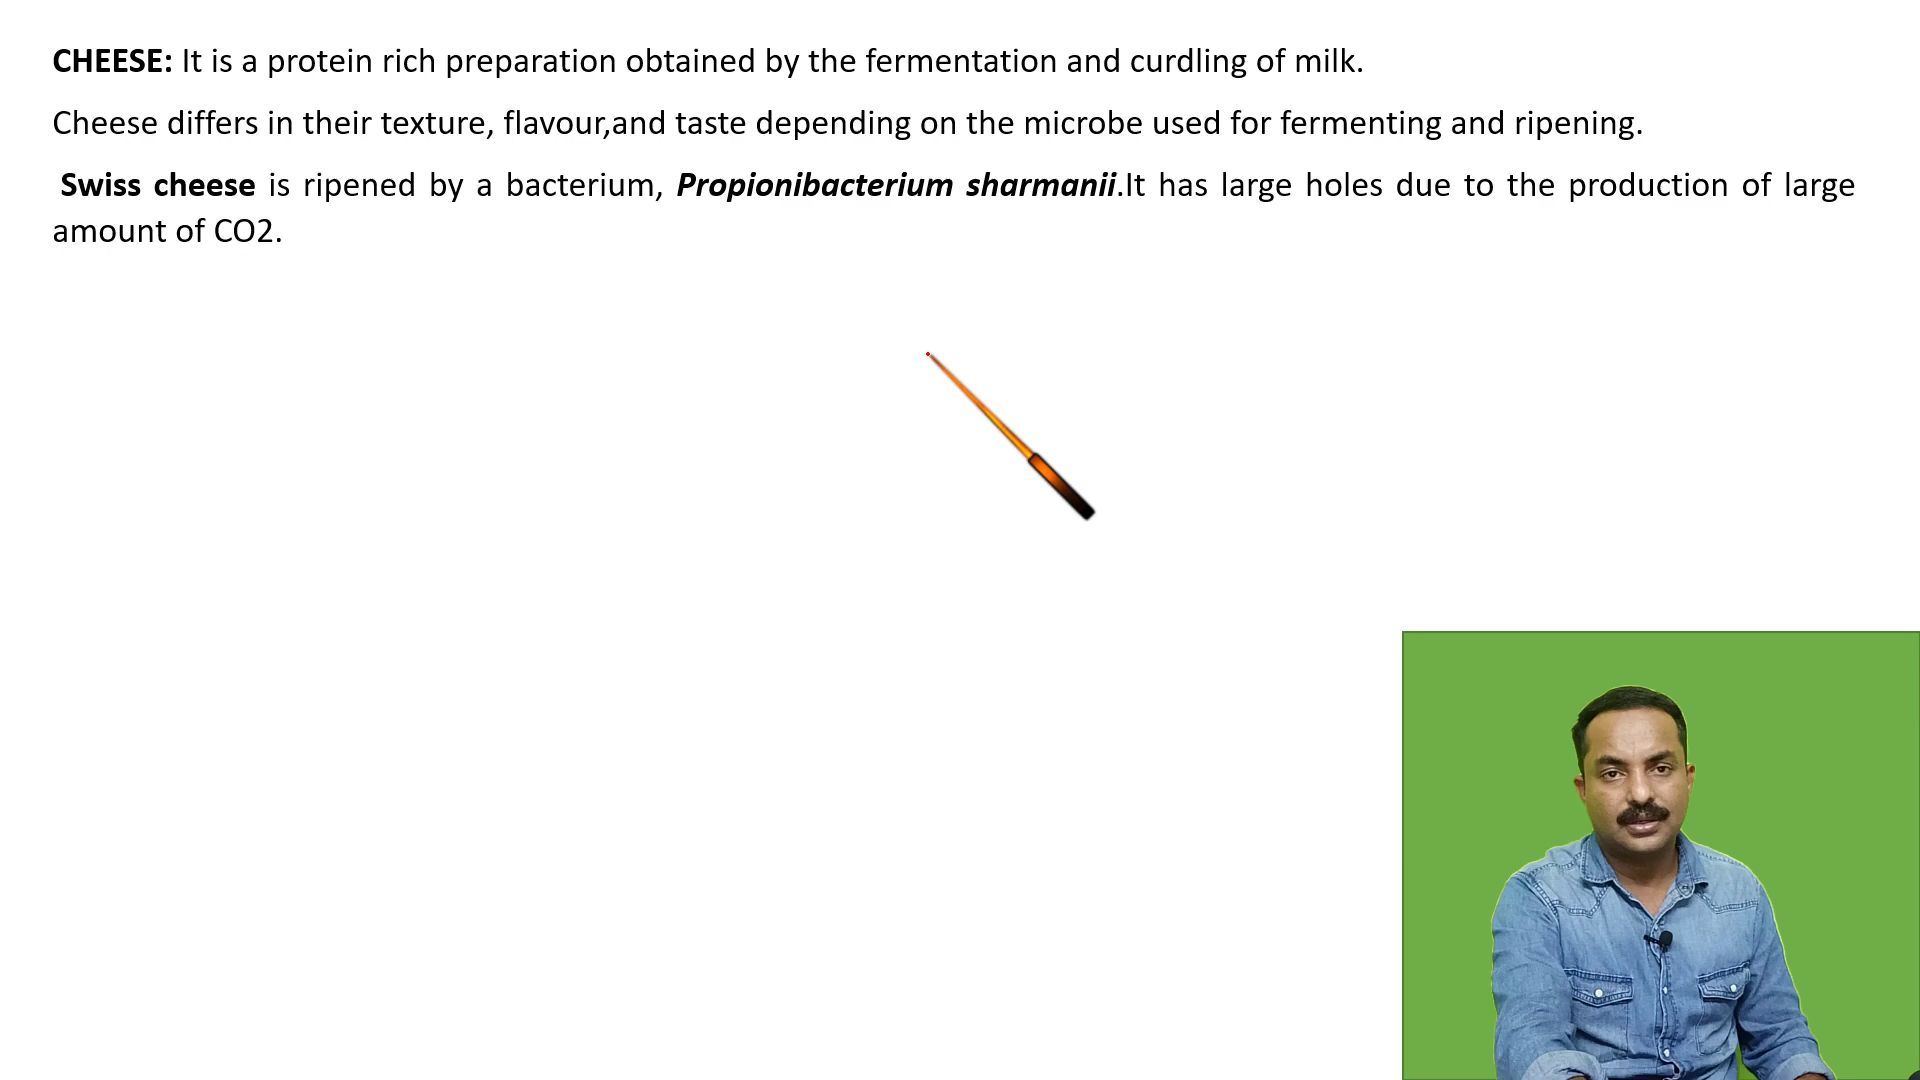 CHEESE: It is a protein rich preparation obtained by the fermentation and curdling of milk.
Cheese differs in their texture, flavour,and taste depending on the microbe used for fermenting and ripening.
Swiss cheese is ripened by a bacterium, Propionibacterium sharmanii.It has large holes due to the production of large
amount of CO2.